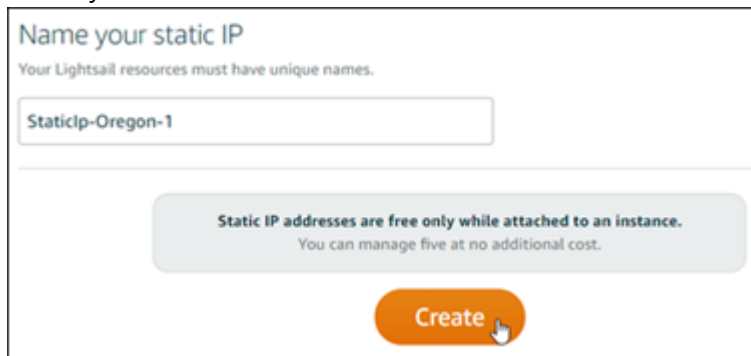 Name your static IP
Your Lightsail resources must have unique names.
StaticIp-Oregon-1
Static IP addresses are free only while attached to an instance.
You can manage five at no additional cost.
Create